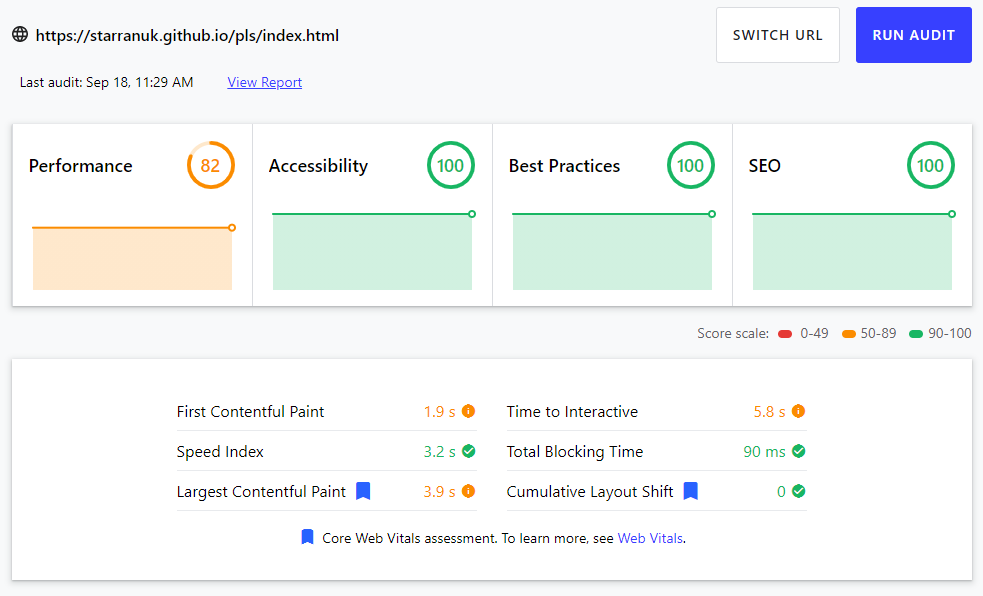 https://starranuk.github.io/pls/index.html
SWITCH URL
RUN AUDIT
Last audit: Sep 18, 11:29 AM
View Report
Performance
82
Accessibility
100
Best Practices
100
SEO
100
Score scale: 0-49 50-89 90-100
First Contentful Paint 1.9 s
Time to Interactive 5.8 s
Speed Index 3.2 s
Total Blocking Time 90 ms
Largest Contentful Paint 3.9 s
Cumulative Layout Shift 0
Core Web Vitals assessment. To learn more, see Web Vitals.